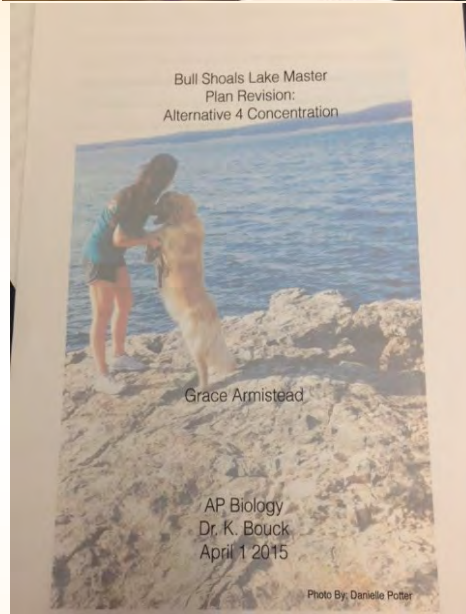 Bull Shoals Lake Master
Plan Revision:
Alternative 4 Concentration
Grace Armistead
AP Biology
Dr. K. Bouck
April 1 2015
Photo By: Danielle Potter